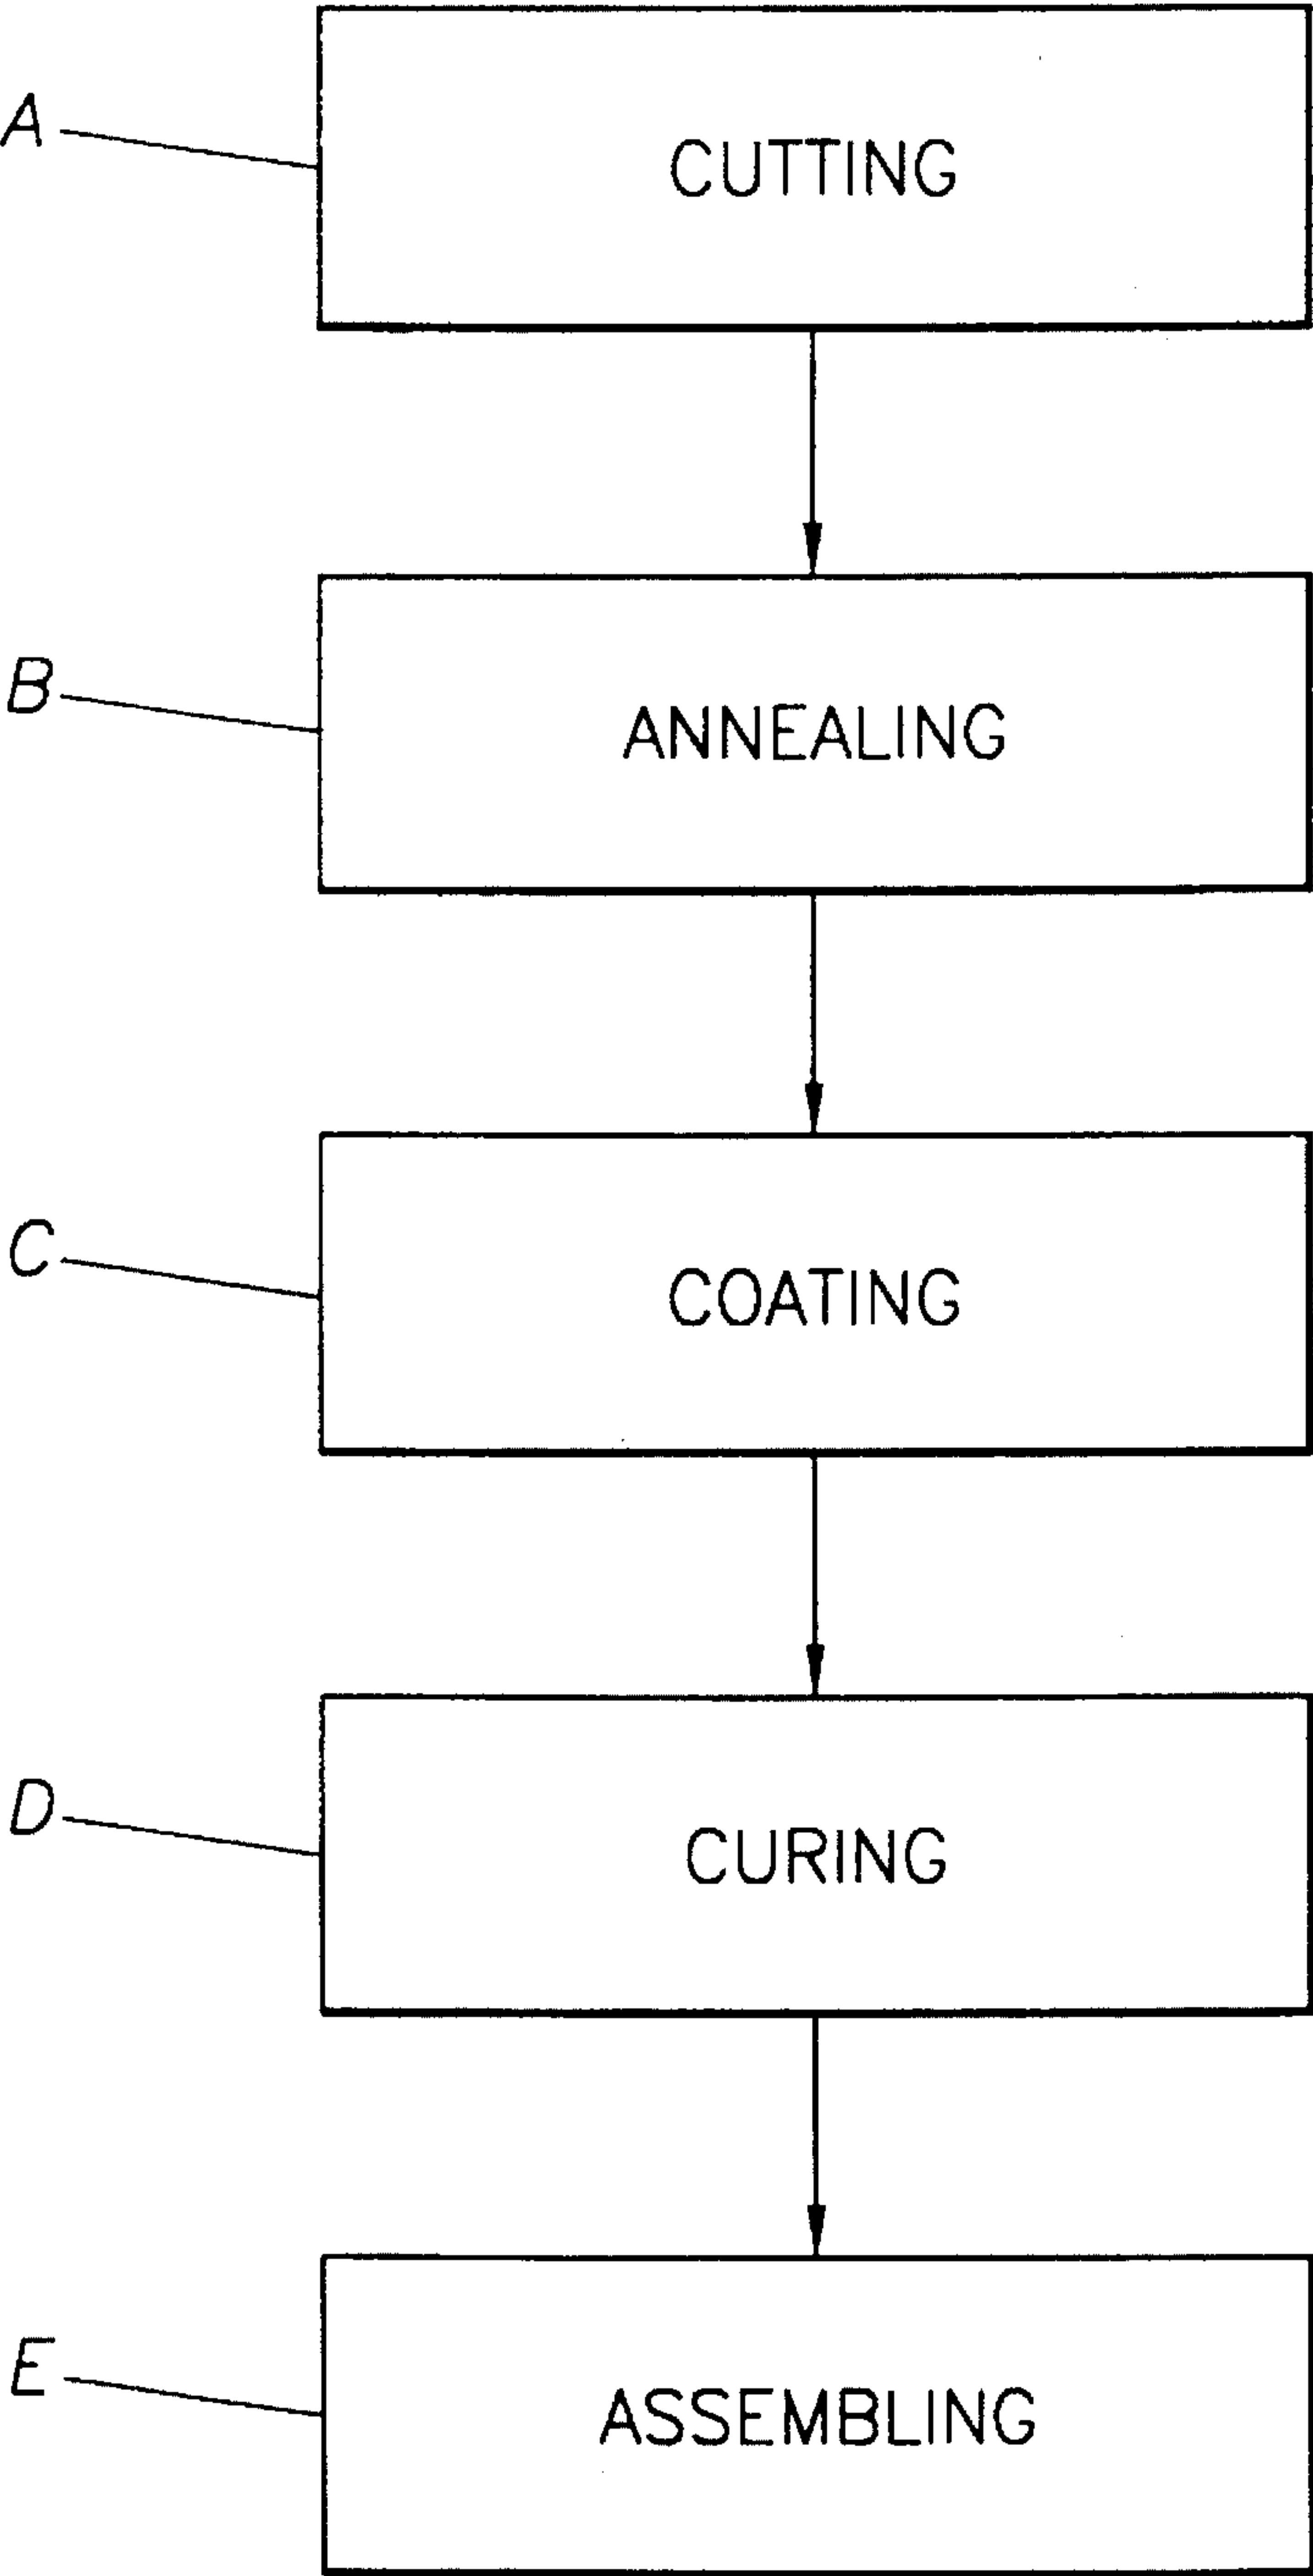 A
CUTTING
B
ANNEALING
C
COATING
D
CURING
E
ASSEMBLING